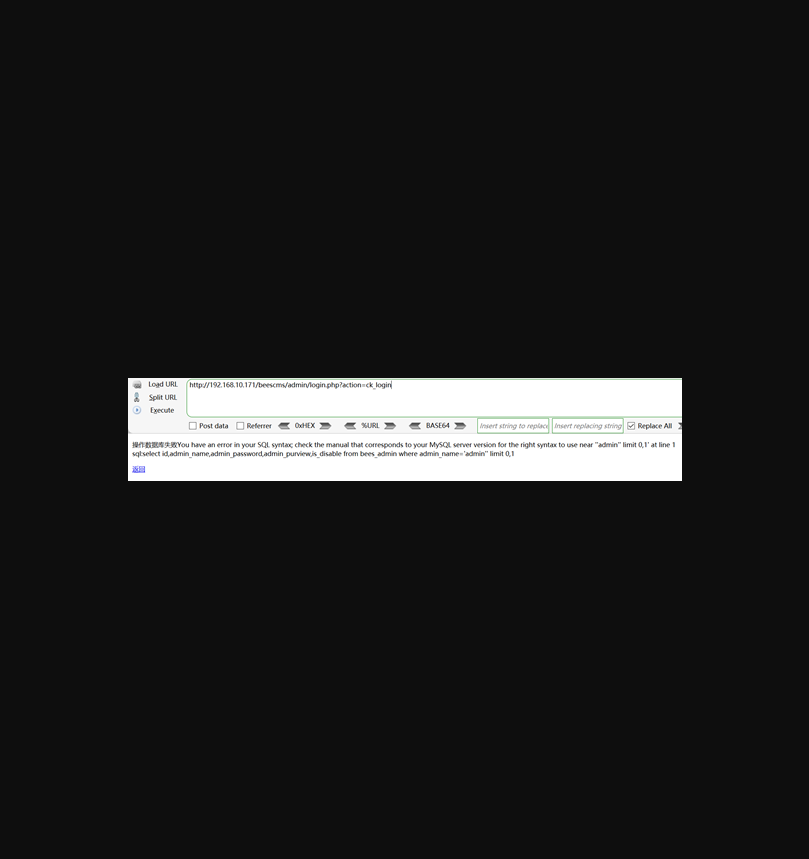 Load URL
http://192.168.10.171/beescms/admin/login.php?action=ck_login
Split URL
Execute
Post data Referrer 0xHEX %URL BASE64 Insert string to replace Insert replacing string Replace All
操作数据库失败You have an error in your SQL syntax; check the manual that corresponds to your MySQL server version for the right syntax to use near ''admin'' limit 0,1' at line 1
sql:select id,admin_name,admin_password,admin_purview,is_disable from bees_admin where admin_name='admin'' limit 0,1
返回